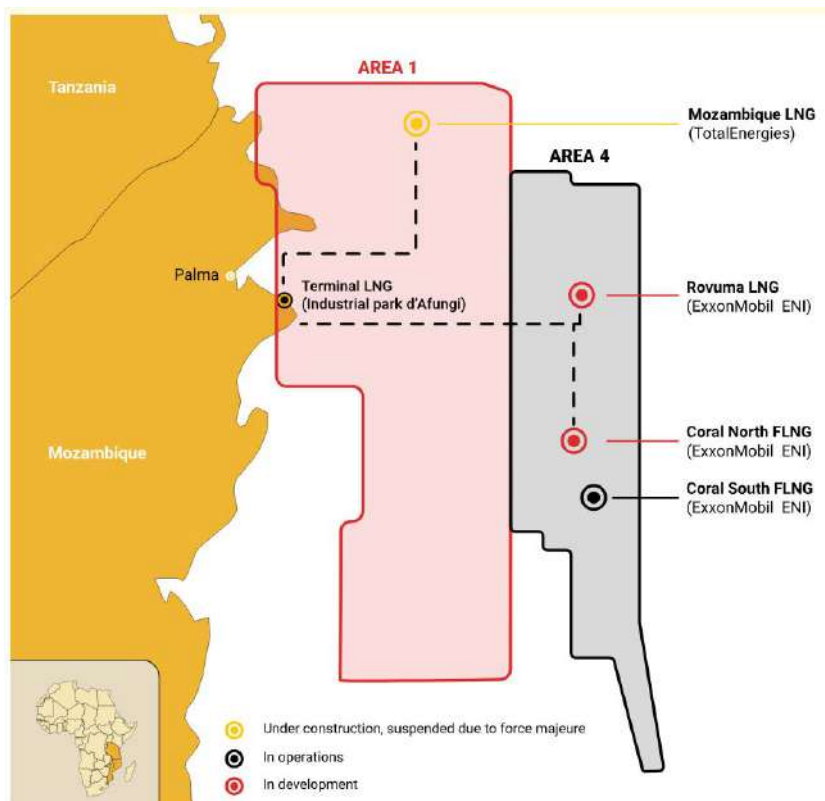 AREA 1
Tanzania
Mozambique LNG
(TotalEnergies)
AREA 4
Palma
Terminal LNG
(Industrial park d'Afungi)
Rovuma LNG
(ExxonMobil ENI)
Mozambique
Coral North FLNG
(ExxonMobil ENI)
Coral South FLNG
(ExxonMobil ENI)
Under construction, suspended due to force majeure
In operations
In development